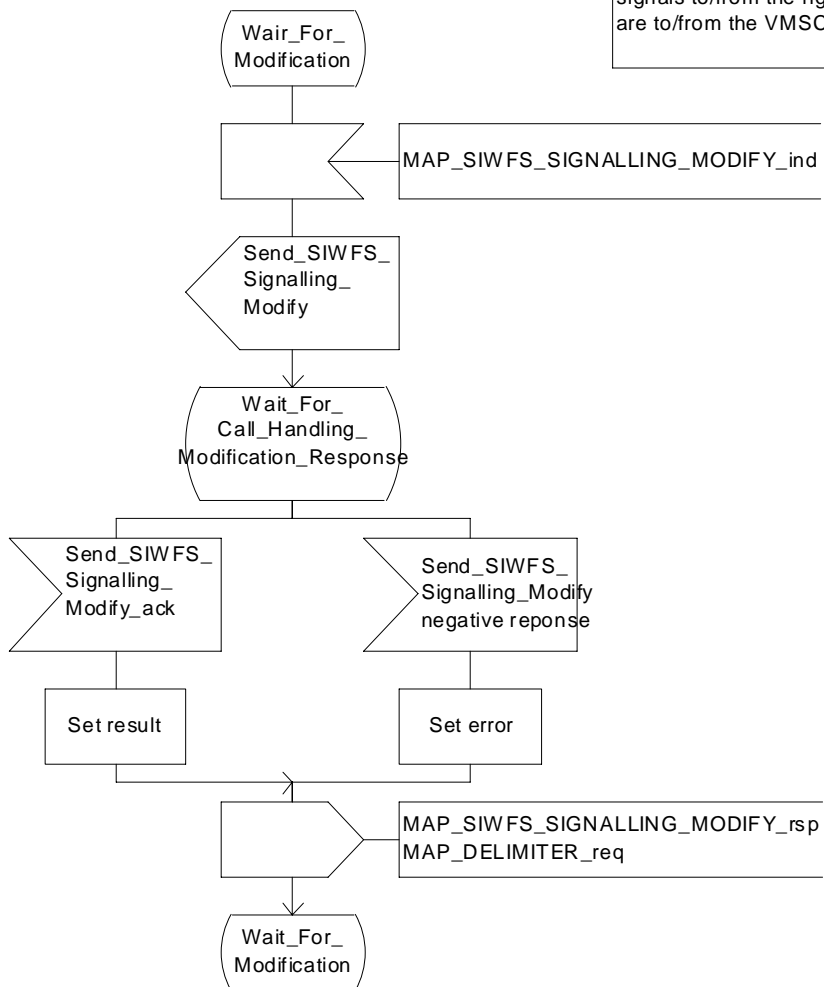 signals to/from the rig
are to/from the VMSC
Wair_For_
Modification
MAP_SIWFS_SIGNALLING_MODIFY_ind
Send_SIWFS_
Signalling_
Modify
Wait_For_
Call_Handling_
Modification_Response
Send_SIWFS_
Signalling_
Modify_ack
Send_SIWFS_
Signalling_Modify
negative reponse
Set result
Set error
MAP_SIWFS_SIGNALLING_MODIFY_rsp
MAP_DELIMITER_req
Wait_For_
Modification